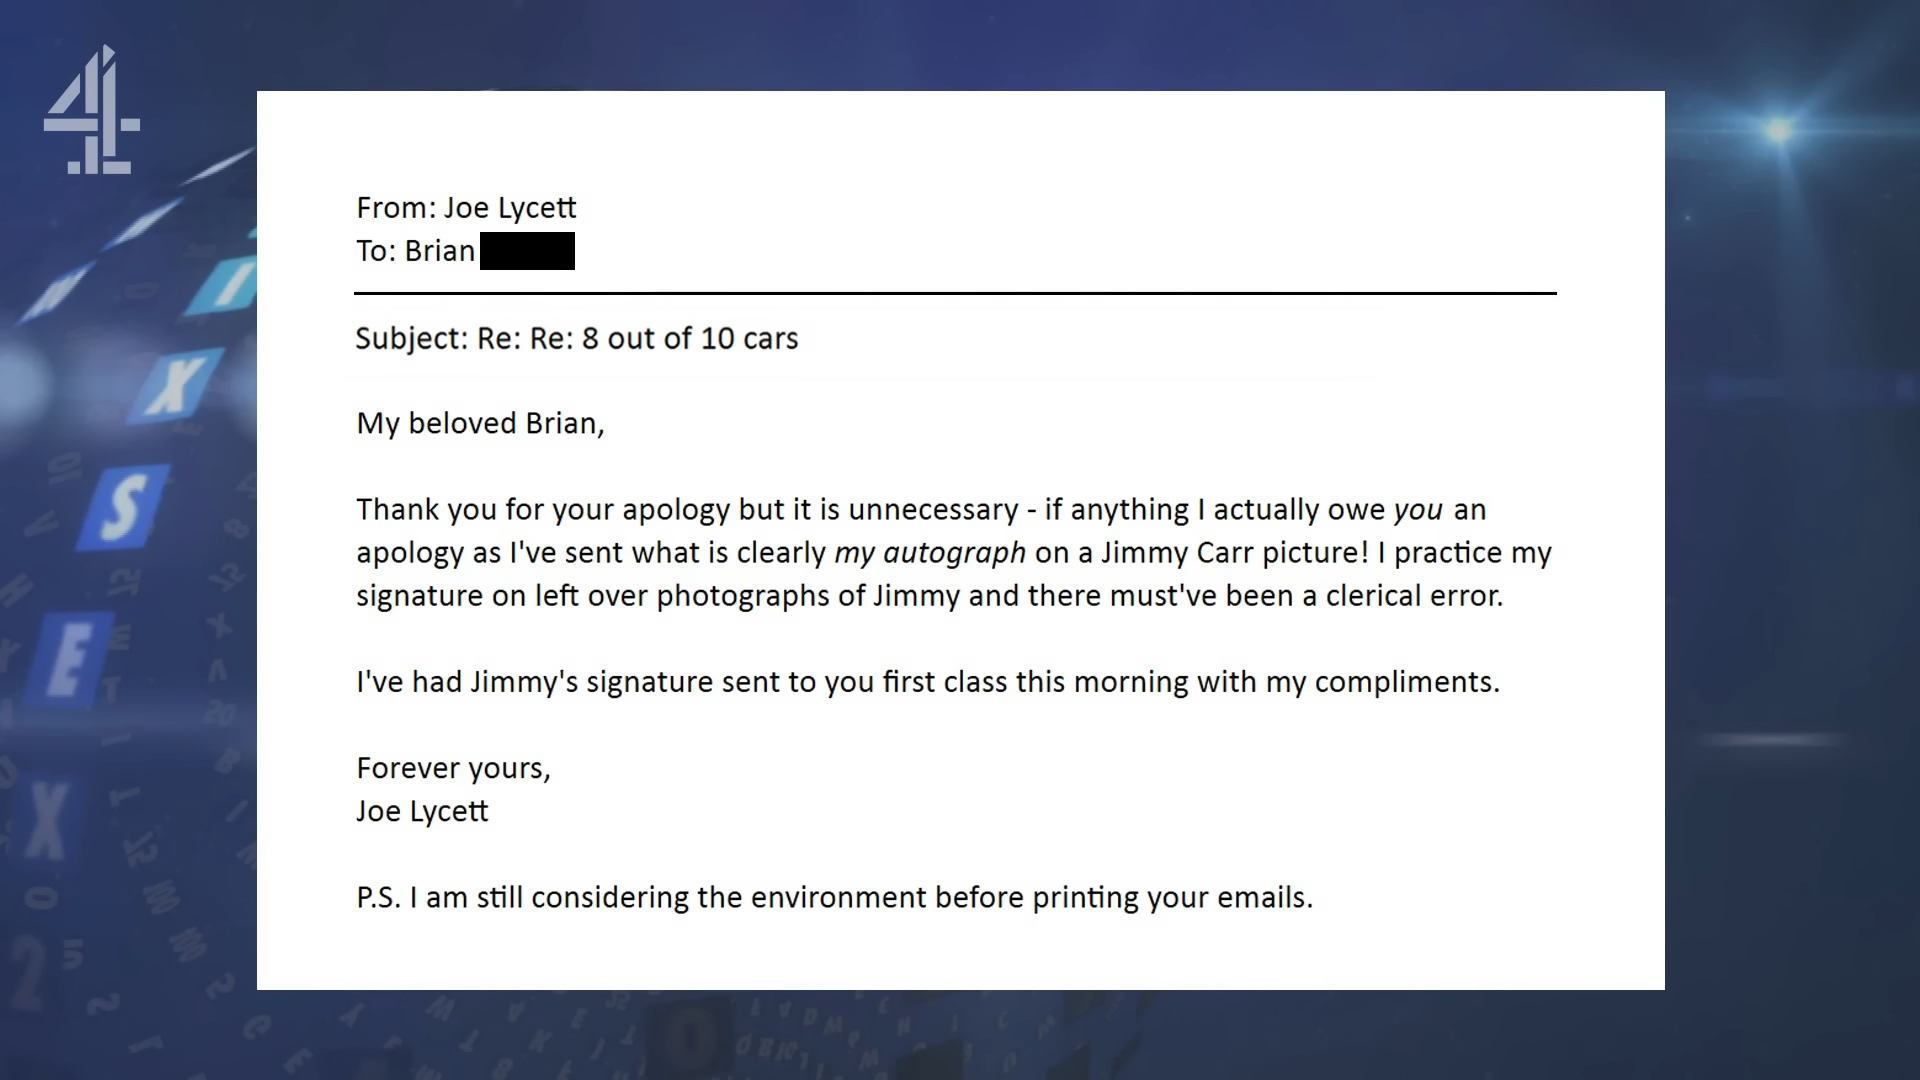 4
From: Joe Lycett
To: Brian
Subject: Re: Re: 8 out of 10 cars
My beloved Brian,
Thank you for your apology but it is unnecessary - if anything I actually owe you an
apology as I've sent what is clearly my autograph on a Jimmy Carr picture! I practice my
signature on left over photographs of Jimmy and there must've been a clerical error.
I've had Jimmy's signature sent to you first class this morning with my compliments.
Forever yours,
Joe Lycett
P.S. I am still considering the environment before printing your emails.
I
X
S
E
X